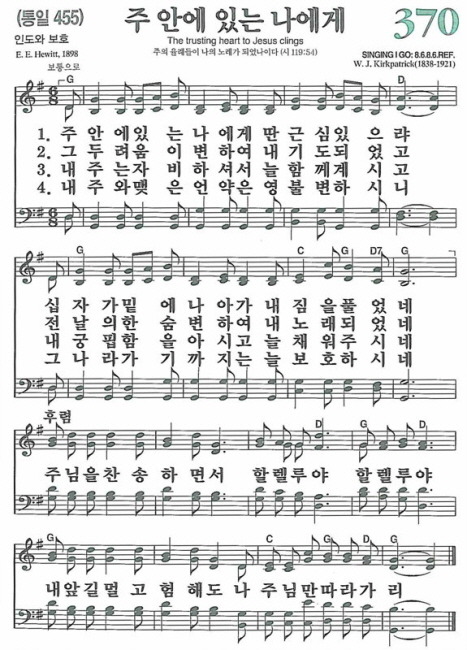 (통일 455)
주 안에 있는 나에게
370
인도와 보호
The trusting heart to Jesus clings
E. E. Hewitt, 1898
주의 율례들이 나의 노래가 되었나이다 (시 119:54)
SINGING I GO: 8.6.8.6.REF.
W. J. Kirkpatrick(1838-1921)
보통으로
G D
1. 주 안 에있 는 나 에게 딴 근 심있 으 랴
2. 그 두 려움 이 변 하여 내 기 도되 었 고
3. 내 주 는자 비 하 셔서 늘 함 께계 시 고
4. 내 주 와맺 은 언 약은 영 불 변하 시 니
G C G D7 G
십 자 가밑 에 나 아가 내 짐 을풀 었 네
전 날 의한 숨 변 하여 내 노 래되 었 네
내 궁 핍함 을 아 시고 늘 채 워주 시 네
그 나 라가 기 까 지는 늘 보 호하 시 네
후렴
G D
주 님 을 찬 송 하 면 서 할 렐 루 야 할 렐 루 야
G C G D G
내 앞 길 멀 고 험 해 도 나 주 님 만 따 라 가 리